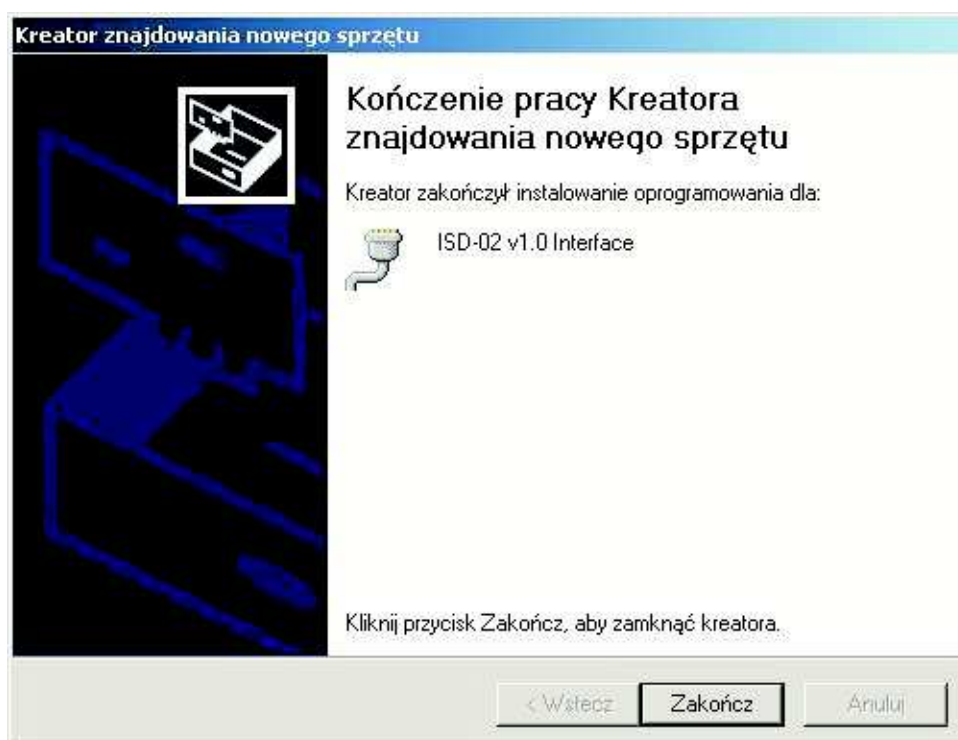 Kreator znajdowania nowego sprzętu
Kończenie pracy Kreatora
znajdowania nowego sprzętu
Kreator zakończył instalowanie oprogramowania dla:
ISD-02 v1.0 Interface
Kliknij przycisk Zakończ, aby zamknąć kreatora.
< Wstecz Zakończ Anuluj